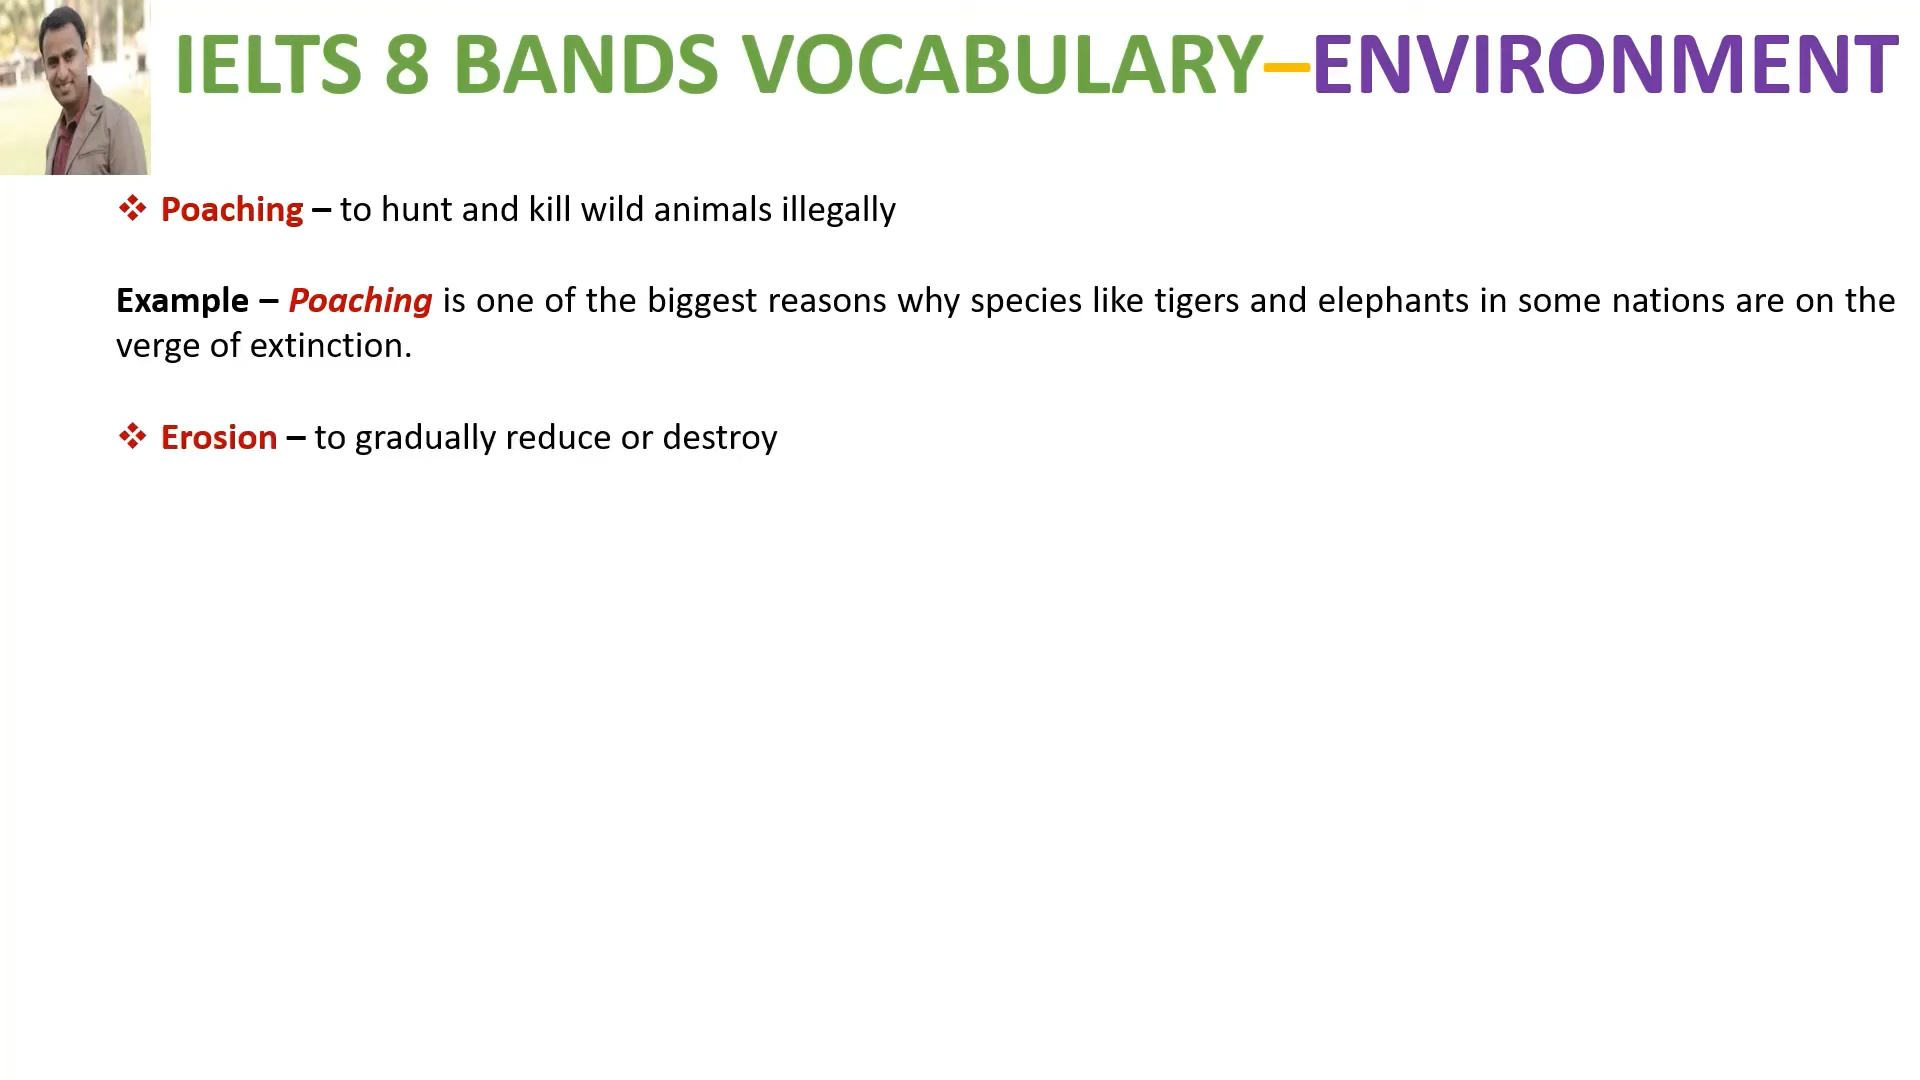 IELTS 8 BANDS VOCABULARY–ENVIRONMENT
❖ Poaching – to hunt and kill wild animals illegally
Example – Poaching is one of the biggest reasons why species like tigers and elephants in some nations are on the
verge of extinction.
❖ Erosion – to gradually reduce or destroy